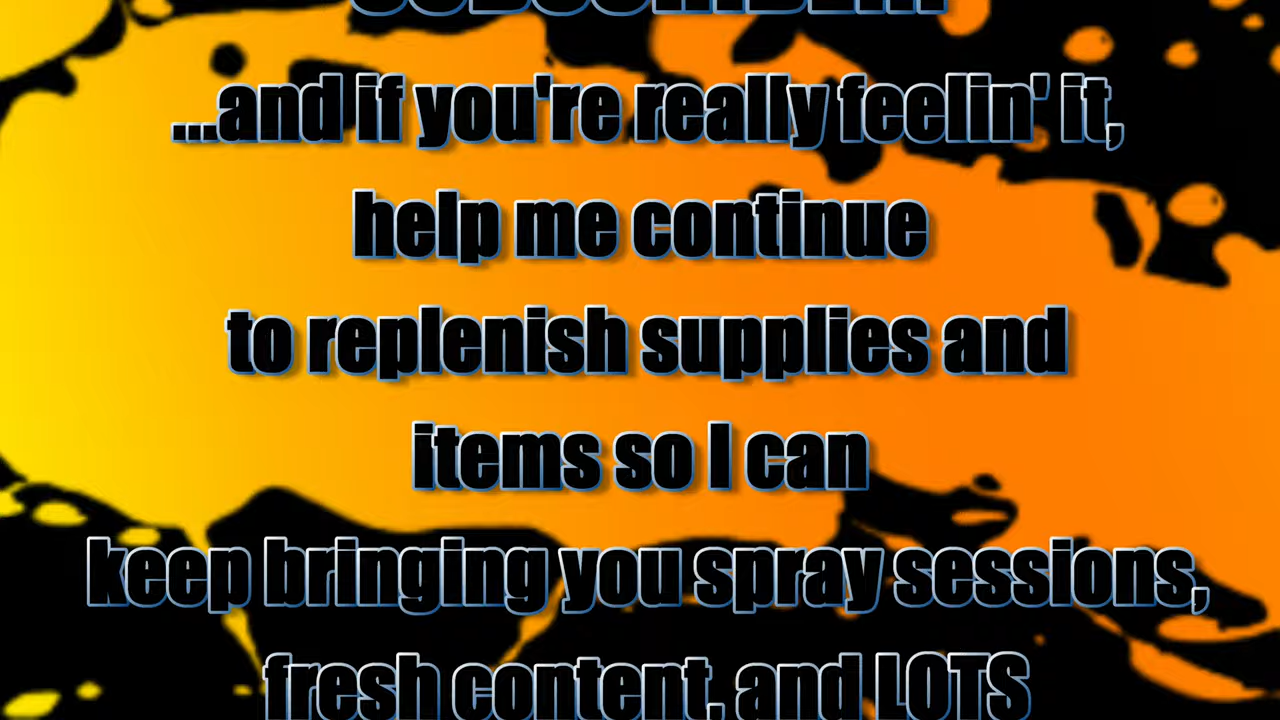 SUBSCRIBE!!!
...and if you're really feelin' it,
help me continue
to replenish supplies and
items so I can
keep bringing you spray sessions,
fresh content, and LOTS